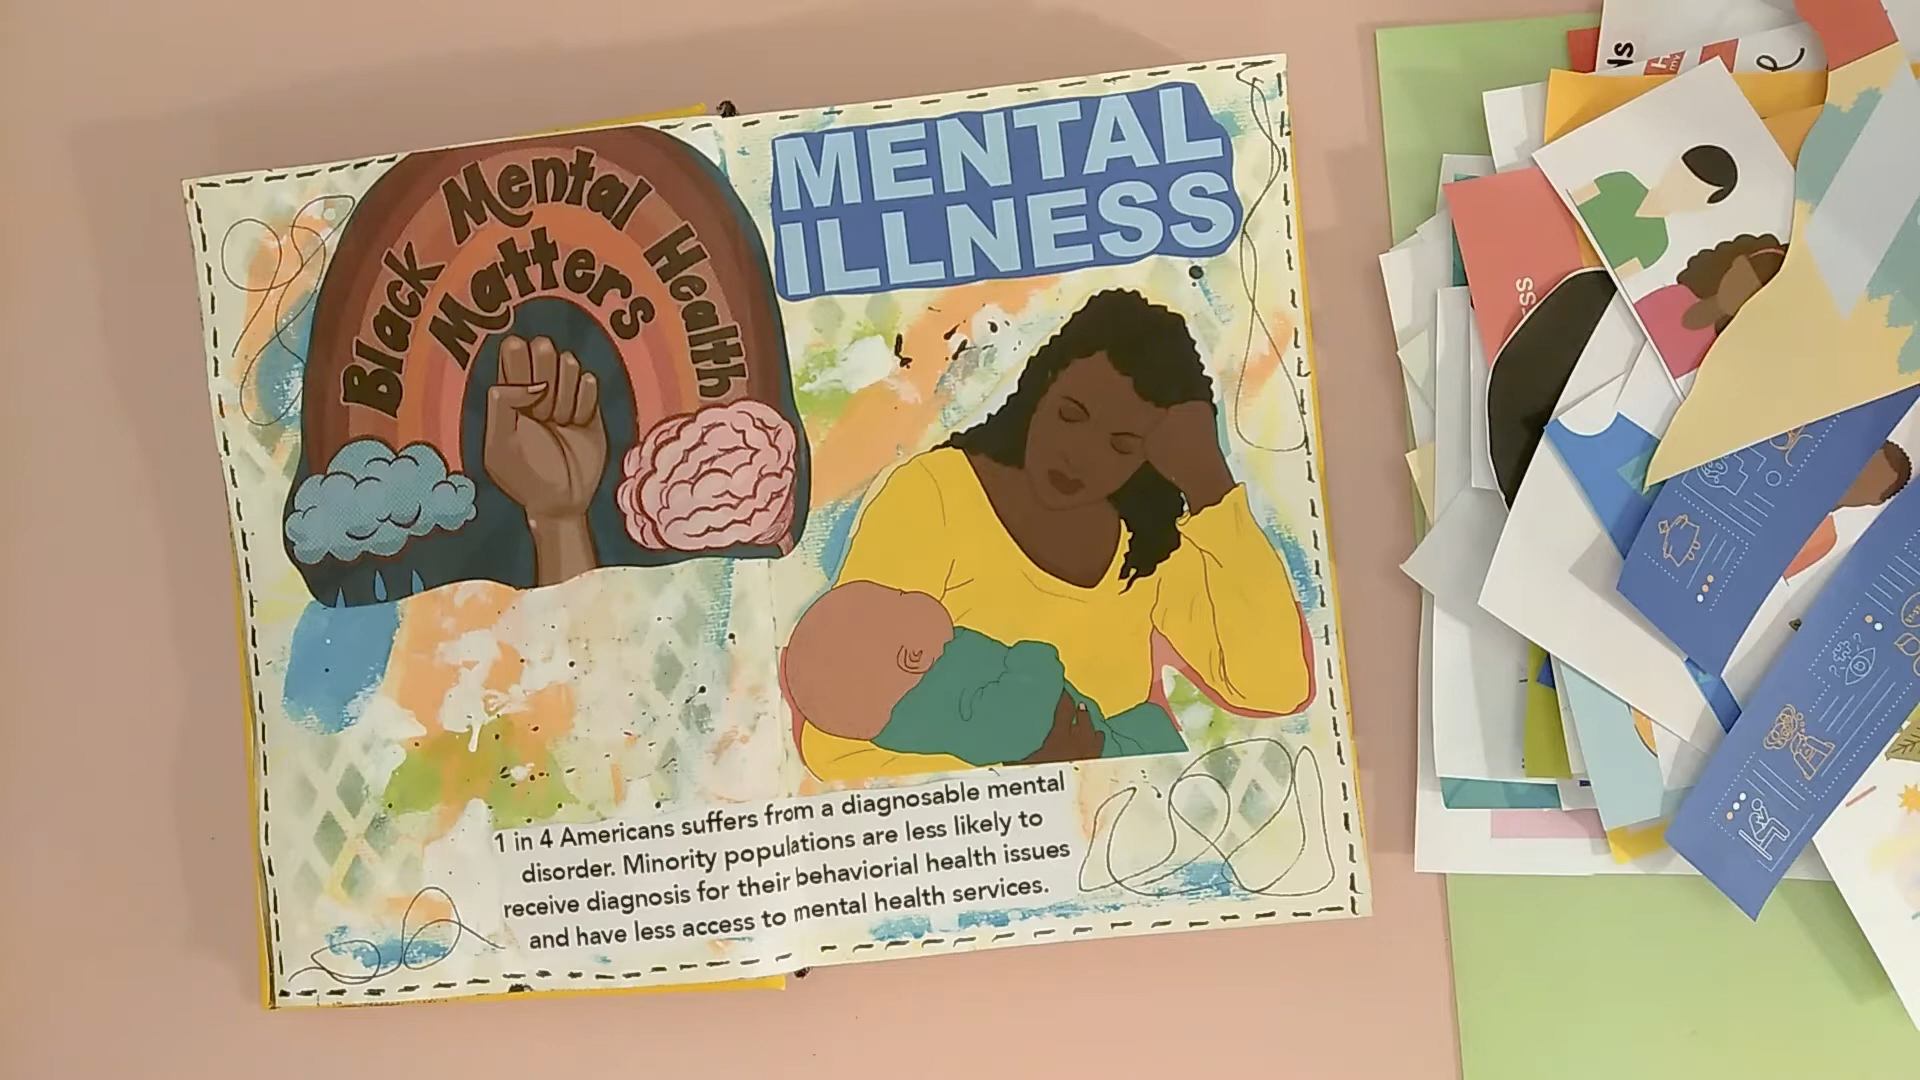 Black Mental Health
Matters
MENTAL
ILLNESS
1 in 4 Americans suffers from a diagnosable mental
disorder. Minority populations are less likely to
receive diagnosis for their behaviorial health issues
and have less access to mental health services.